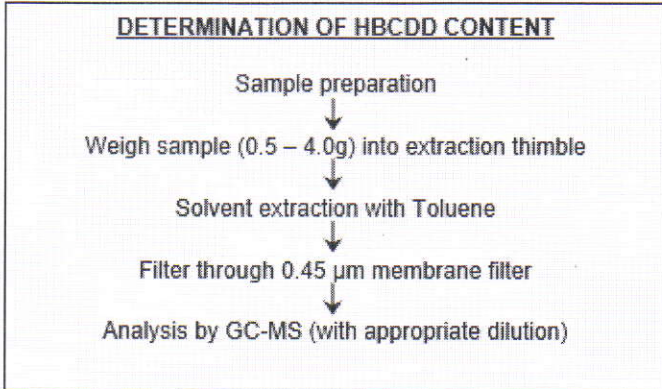 DETERMINATION OF HBCDD CONTENT
Sample preparation
Weigh sample (0.5 – 4.0g) into extraction thimble
Solvent extraction with Toluene
Filter through 0.45 µm membrane filter
Analysis by GC-MS (with appropriate dilution)